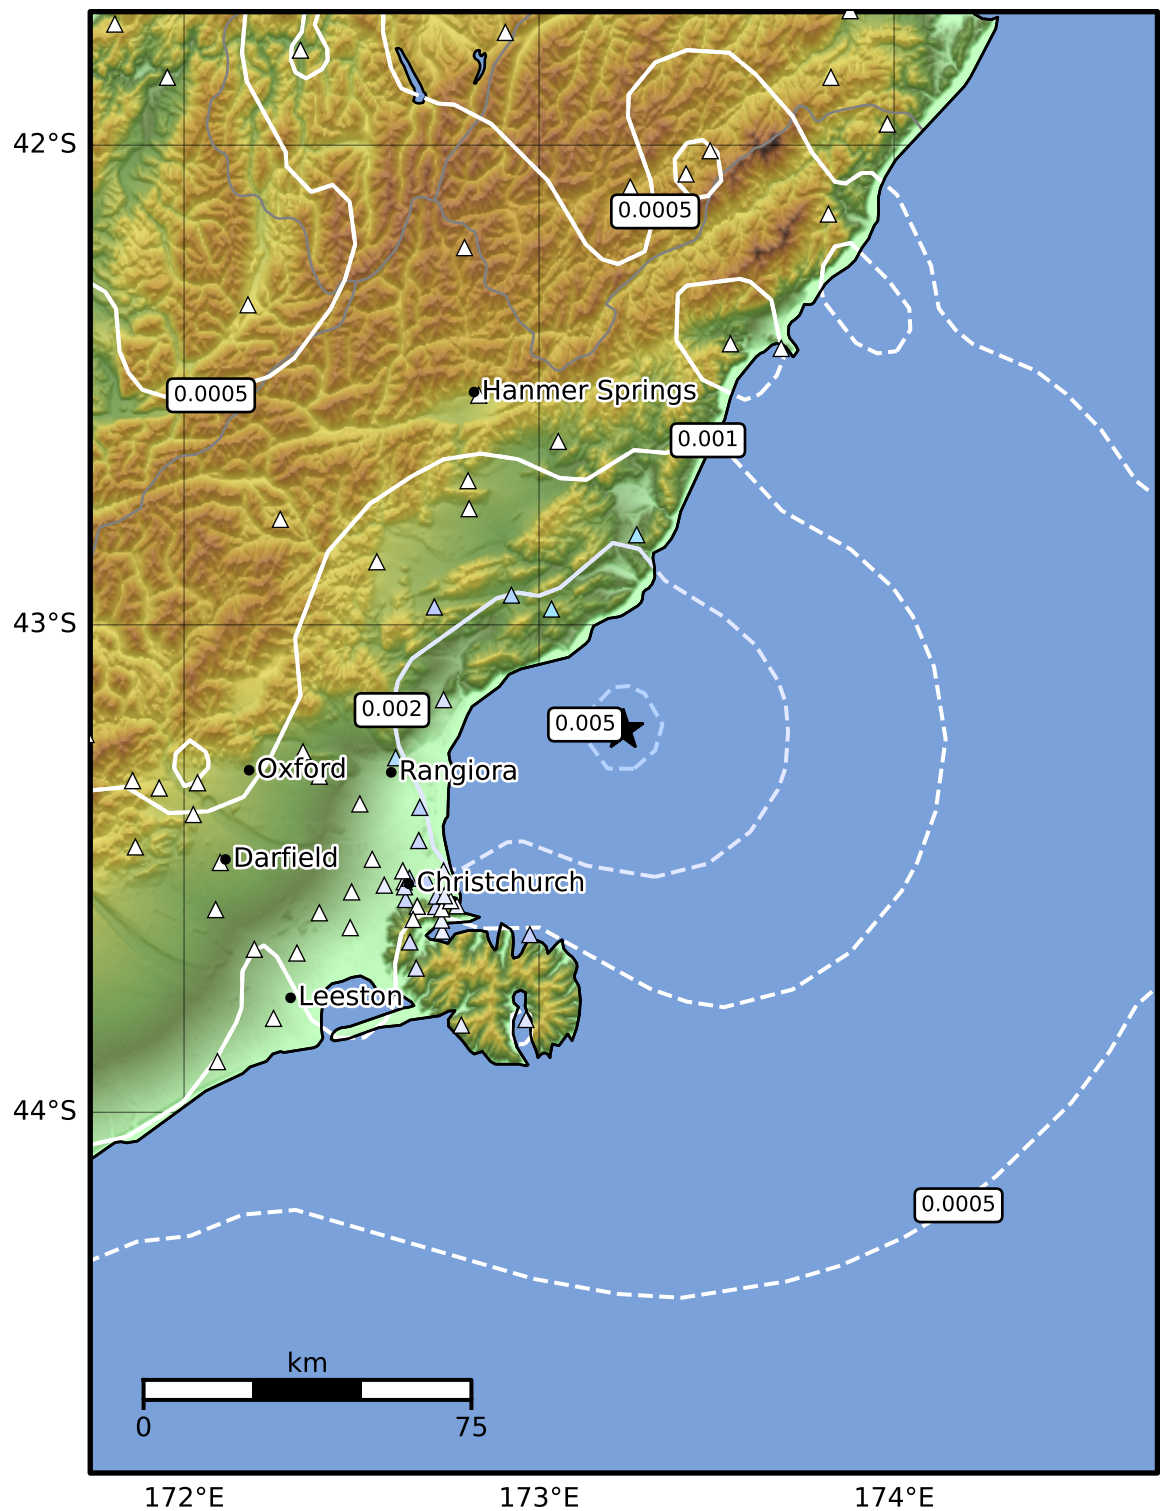 42°S
0.0005
0.0005
Hanmer Springs
0.001
43°S
0.002
0.005
Oxford
Rangiora
Darfield
Christchurch
Leeston
44°S
0.0005
km
0
75
172°E
173°E
174°E